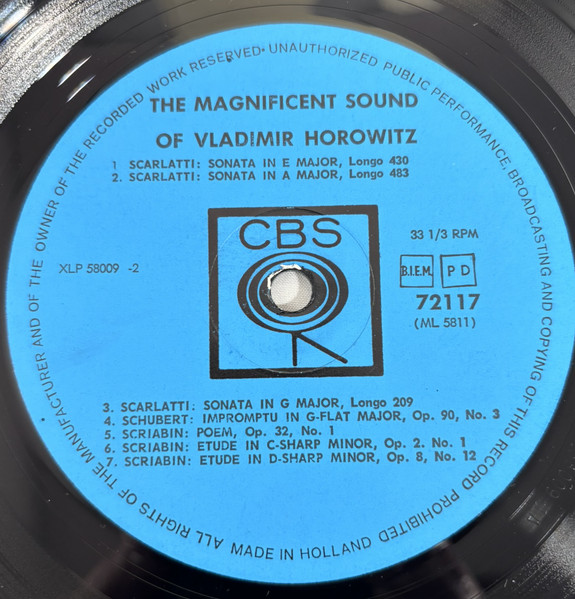 THE MAGNIFICENT SOUND
OF VLADIMIR HOROWITZ
1 SCARLATTI: SONATA IN E MAJOR, Longo 430
2. SCARLATTI: SONATA IN A MAJOR, Longo 483
CBS
33 1/3 RPM
XLP 58009 -2
B.I.E.M. P D
72117
(ML 5811)
3. SCARLATTI: SONATA IN G MAJOR, Longo 209
4. SCHUBERT: IMPROMPTU IN G-FLAT MAJOR, Op. 90, No. 3
5. SCRIABIN: POEM, Op. 32, No. 1
6. SCRIABIN: ETUDE IN C-SHARP MINOR, Op. 2. No. 1
7. SCRIABIN: ETUDE IN D-SHARP MINOR, Op. 8, No. 12
ALL RIGHTS OF THE MANUFACTURER AND OF THE OWNER OF THE RECORDED WORK RESERVED· UNAUTHORIZED PUBLIC PERFORMANCE, BROADCASTING AND COPYING OF THIS RECORD PROHIBITED
MADE IN HOLLAND